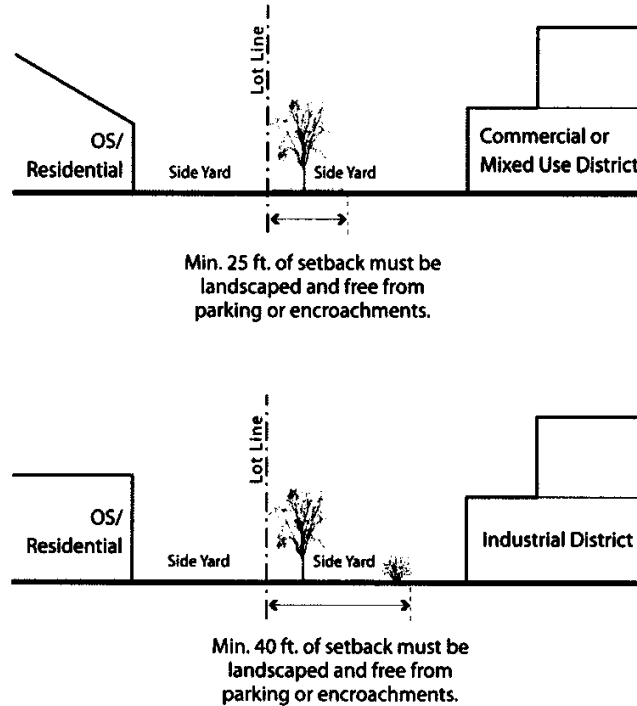 Lot Line
OS/
Residential
Side Yard
Side Yard
Commercial or
Mixed Use District
Min. 25 ft. of setback must be
landscaped and free from
parking or encroachments.
Lot Line
OS/
Residential
Side Yard
Side Yard
Industrial District
Min. 40 ft. of setback must be
landscaped and free from
parking or encroachments.